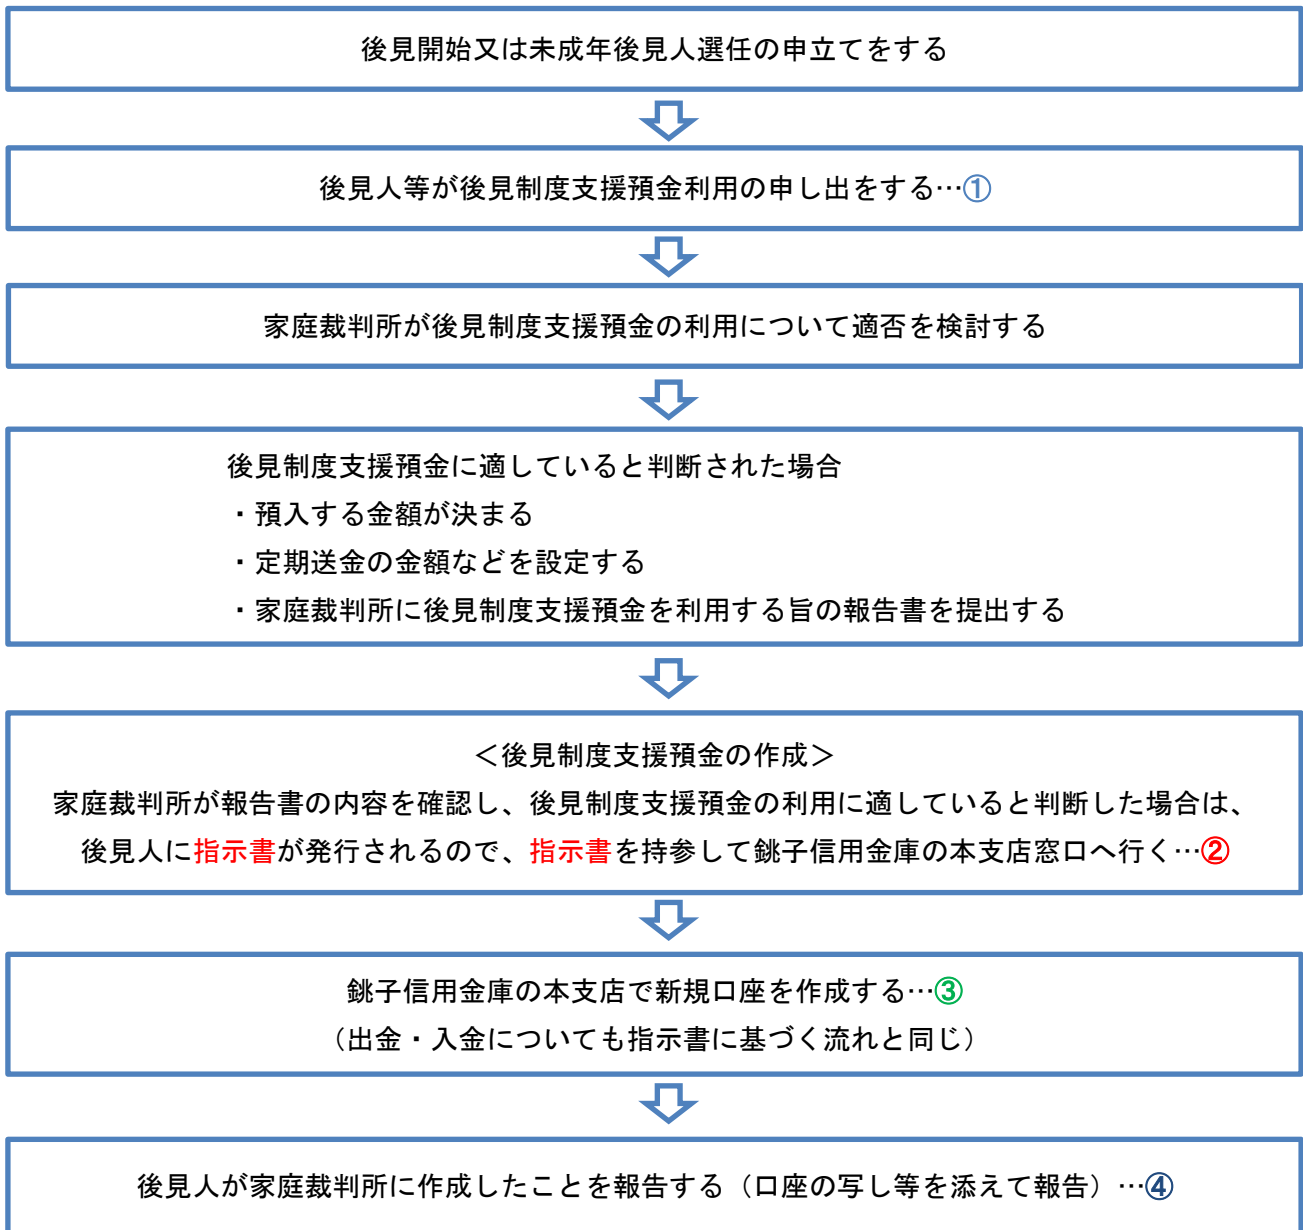 後見開始又は未成年後見人選任の申立てをする
後見人等が後見制度支援預金利用の申し出をする…①
家庭裁判所が後見制度支援預金の利用について適否を検討する
後見制度支援預金に適していると判断された場合
・預入する金額が決まる
・定期送金の金額などを設定する
・家庭裁判所に後見制度支援預金を利用する旨の報告書を提出する
＜後見制度支援預金の作成＞
家庭裁判所が報告書の内容を確認し、後見制度支援預金の利用に適していると判断した場合は、
後見人に指示書が発行されるので、指示書を持参して銚子信用金庫の本支店窓口へ行く…②
銚子信用金庫の本支店で新規口座を作成する…③
（出金・入金についても指示書に基づく流れと同じ）
後見人が家庭裁判所に作成したことを報告する（口座の写し等を添えて報告）…④